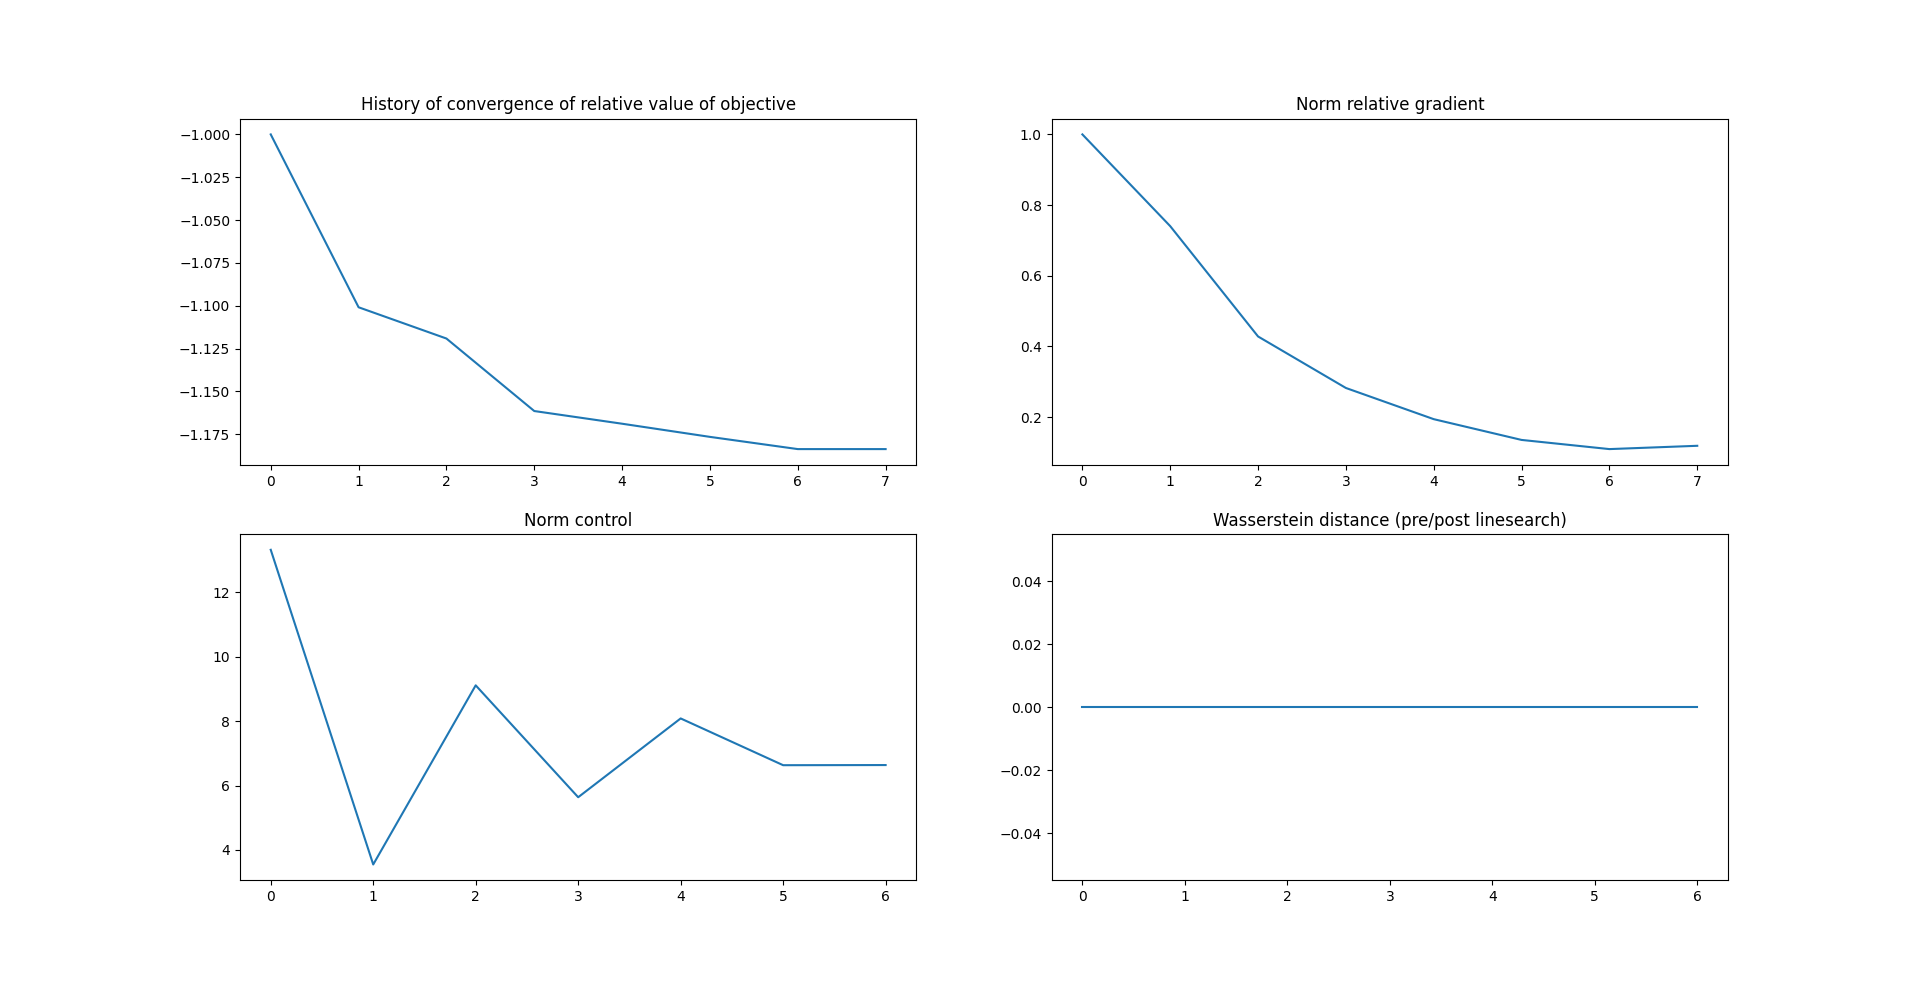 History of convergence of relative value of objective
−1.000
−1.025
−1.050
−1.075
−1.100
−1.125
−1.150
−1.175
0 1 2 3 4 5 6 7
Norm relative gradient
1.0
0.8
0.6
0.4
0.2
0 1 2 3 4 5 6 7
Norm control
12
10
8
6
4
0 1 2 3 4 5 6
Wasserstein distance (pre/post linesearch)
0.04
0.02
0.00
−0.02
−0.04
0 1 2 3 4 5 6